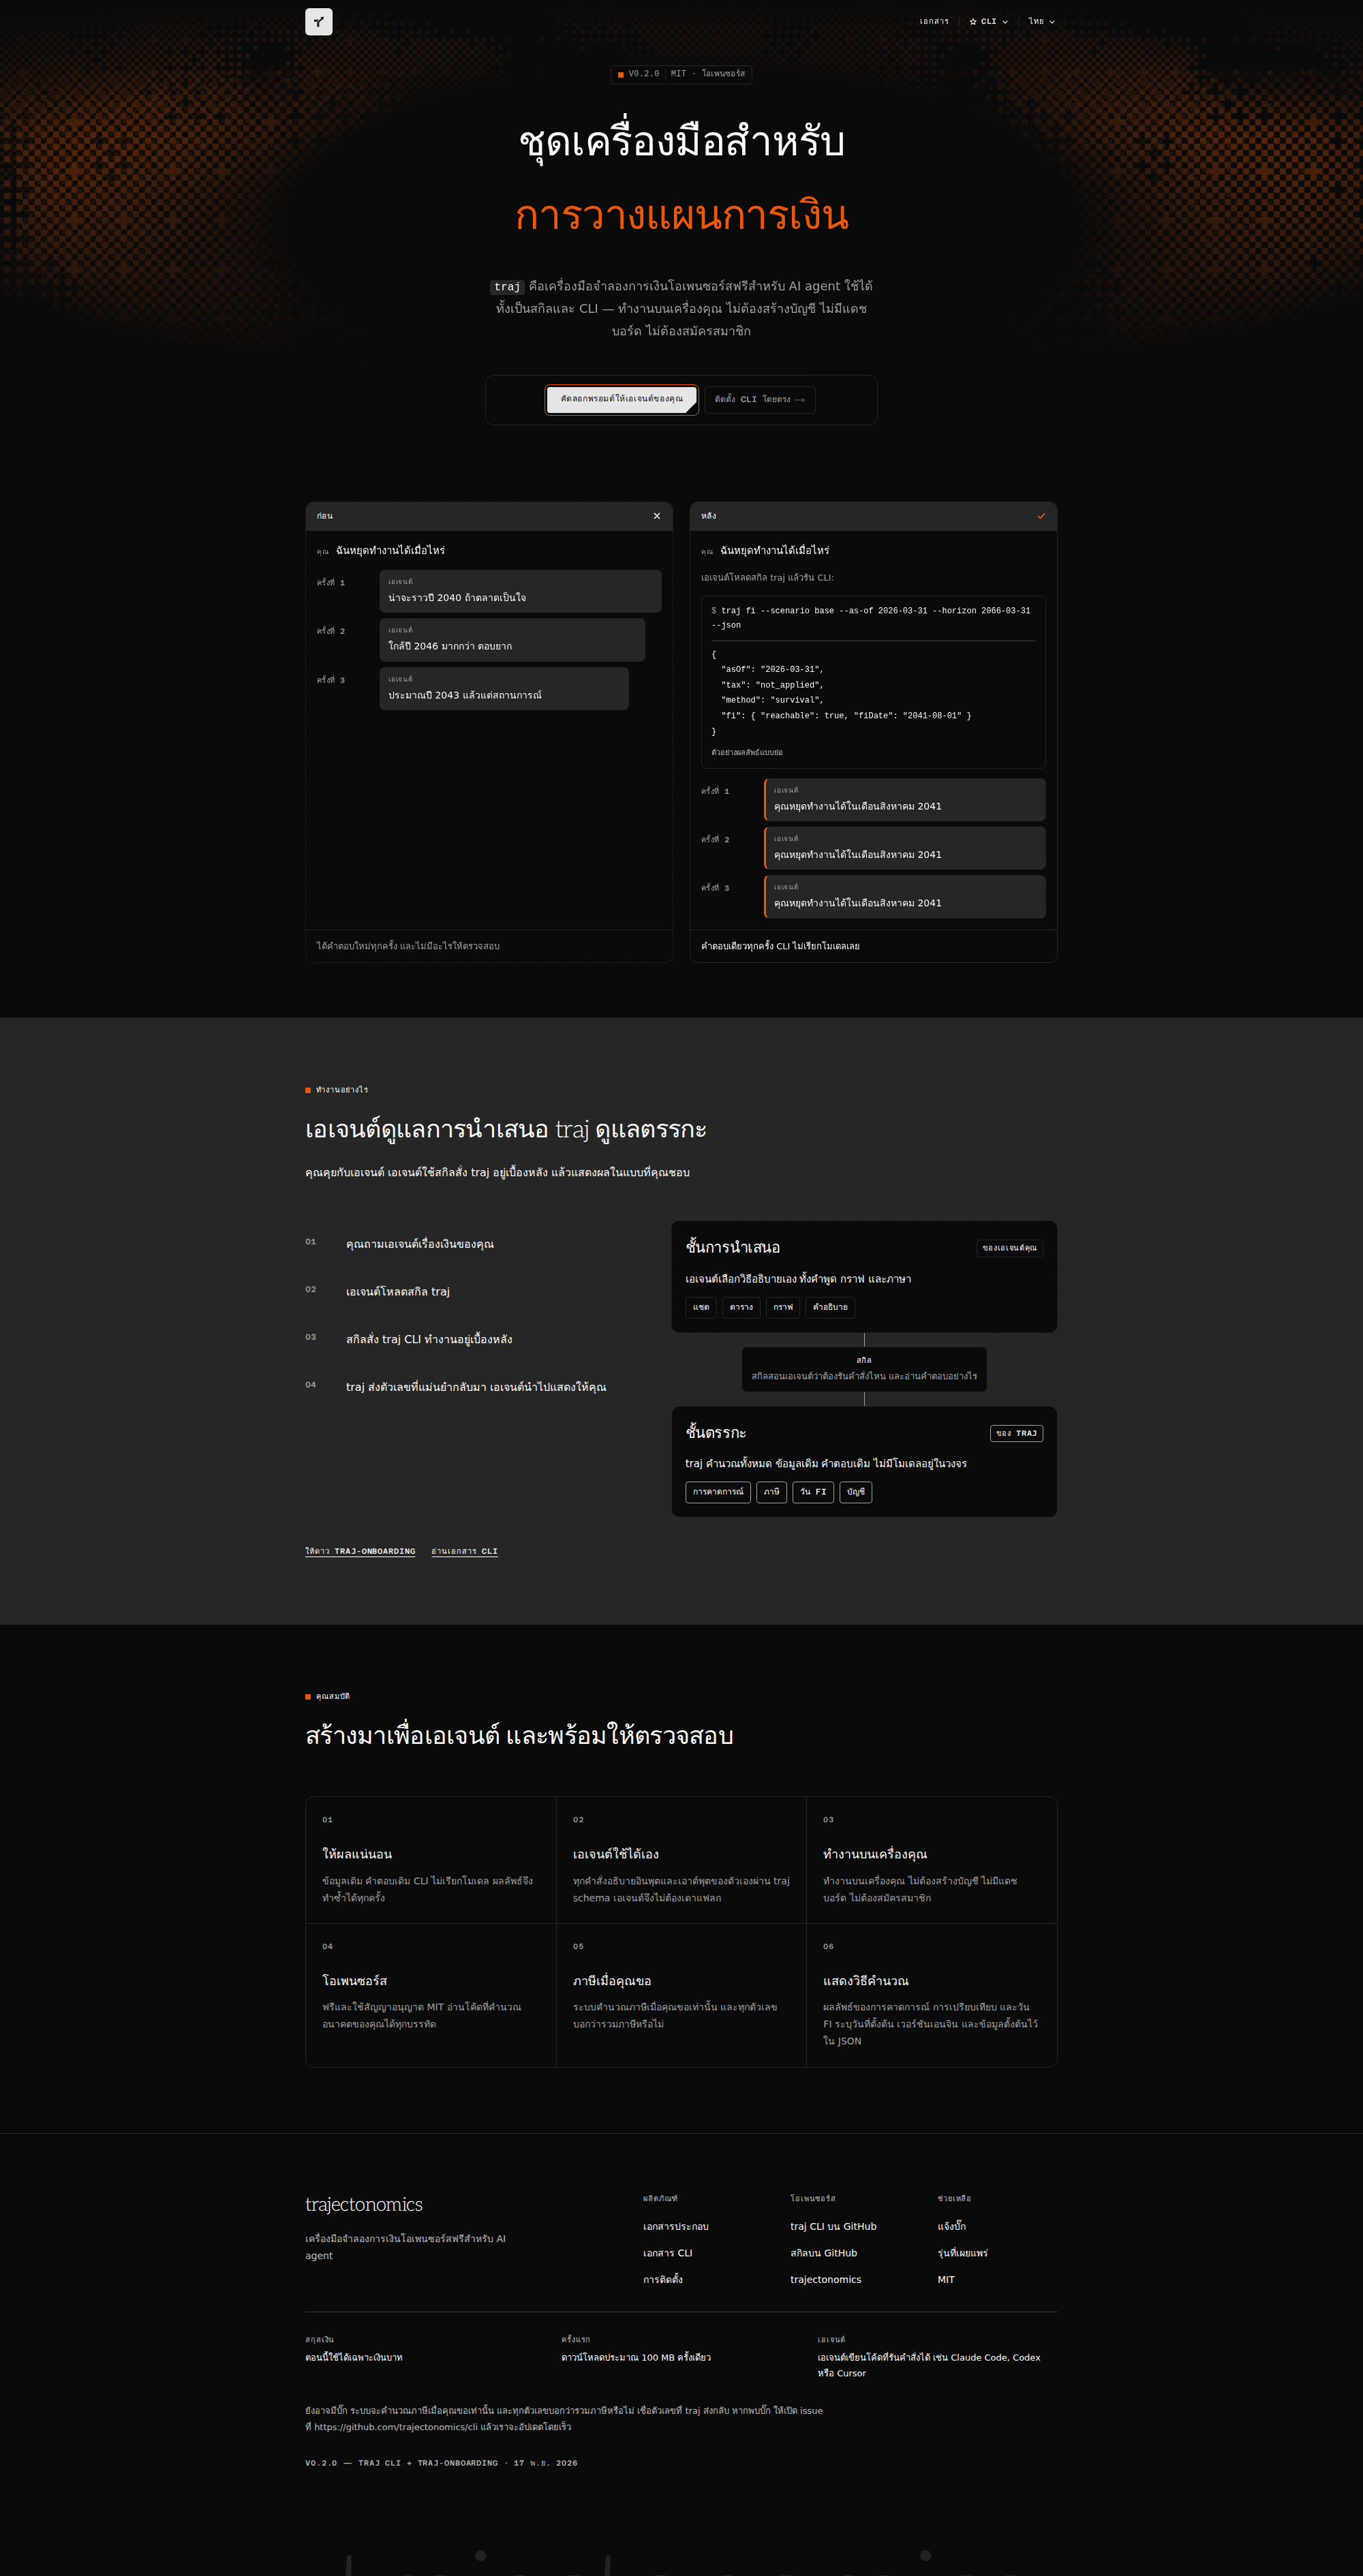 เอกสาร
CLI
ไทย
V0.2.0 | MIT · โอเพนซอร์ส
ชุดเครื่องมือสำหรับ
การวางแผนการเงิน
traj คือเครื่องมือจำลองการเงินโอเพนซอร์สฟรีสำหรับ AI agent ใช้ได้
ทั้งเป็นสกิลและ CLI — ทำงานบนเครื่องคุณ ไม่ต้องสร้างบัญชี ไม่มีแดช
บอร์ด ไม่ต้องสมัครสมาชิก
คัดลอกพรอมต์ให้เอเจนต์ของคุณ
ติดตั้ง CLI โดยตรง →
ก่อน
คุณ ฉันหยุดทำงานได้เมื่อไหร่
ครั้งที่ 1
เอเจนต์
น่าจะราวปี 2040 ถ้าตลาดเป็นใจ
ครั้งที่ 2
เอเจนต์
ใกล้ปี 2046 มากกว่า ตอบยาก
ครั้งที่ 3
เอเจนต์
ประมาณปี 2043 แล้วแต่สถานการณ์
ได้คำตอบใหม่ทุกครั้ง และไม่มีอะไรให้ตรวจสอบ
หลัง
คุณ ฉันหยุดทำงานได้เมื่อไหร่
เอเจนต์โหลดสกิล traj แล้วรัน CLI:
$ traj fi --scenario base --as-of 2026-03-31 --horizon 2066-03-31
--json
{
"asOf": "2026-03-31",
"tax": "not_applied",
"method": "survival",
"fi": { "reachable": true, "fiDate": "2041-08-01" }
}
ตัวอย่างผลลัพธ์แบบย่อ
ครั้งที่ 1
เอเจนต์
คุณหยุดทำงานได้ในเดือนสิงหาคม 2041
ครั้งที่ 2
เอเจนต์
คุณหยุดทำงานได้ในเดือนสิงหาคม 2041
ครั้งที่ 3
เอเจนต์
คุณหยุดทำงานได้ในเดือนสิงหาคม 2041
คำตอบเดียวทุกครั้ง CLI ไม่เรียกโมเดลเลย
ทำงานอย่างไร
เอเจนต์ดูแลการนำเสนอ traj ดูแลตรรกะ
คุณคุยกับเอเจนต์ เอเจนต์ใช้สกิลสั่ง traj อยู่เบื้องหลัง แล้วแสดงผลในแบบที่คุณชอบ
01 คุณถามเอเจนต์เรื่องเงินของคุณ
02 เอเจนต์โหลดสกิล traj
03 สกิลสั่ง traj CLI ทำงานอยู่เบื้องหลัง
04 traj ส่งตัวเลขที่แม่นยำกลับมา เอเจนต์นำไปแสดงให้คุณ
ชั้นการนำเสนอ
ของเอเจนต์คุณ
เอเจนต์เลือกวิธีอธิบายเอง ทั้งคำพูด กราฟ และภาษา
แชต
ตาราง
กราฟ
คำอธิบาย
สกิล
สกิลสอนเอเจนต์ว่าต้องรันคำสั่งไหน และอ่านคำตอบอย่างไร
ชั้นตรรกะ
ของ TRAJ
traj คำนวณทั้งหมด ข้อมูลเดิม คำตอบเดิม ไม่มีโมเดลอยู่ในวงจร
การคาดการณ์
ภาษี
วัน FI
บัญชี
ให้ดาว TRAJ-ONBOARDING
อ่านเอกสาร CLI
คุณสมบัติ
สร้างมาเพื่อเอเจนต์ และพร้อมให้ตรวจสอบ
01
ให้ผลแน่นอน
ข้อมูลเดิม คำตอบเดิม CLI ไม่เรียกโมเดล ผลลัพธ์จึง
ทำซ้ำได้ทุกครั้ง
02
เอเจนต์ใช้ได้เอง
ทุกคำสั่งอธิบายอินพุตและเอาต์พุตของตัวเองผ่าน traj
schema เอเจนต์จึงไม่ต้องเดาแฟลก
03
ทำงานบนเครื่องคุณ
ทำงานบนเครื่องคุณ ไม่ต้องสร้างบัญชี ไม่มีแดช
บอร์ด ไม่ต้องสมัครสมาชิก
04
โอเพนซอร์ส
ฟรีและใช้สัญญาอนุญาต MIT อ่านโค้ดที่คำนวณ
อนาคตของคุณได้ทุกบรรทัด
05
ภาษีเมื่อคุณขอ
ระบบคำนวณภาษีเมื่อคุณขอเท่านั้น และทุกตัวเลข
บอกว่ารวมภาษีหรือไม่
06
แสดงวิธีคำนวณ
ผลลัพธ์ของการคาดการณ์ การเปรียบเทียบ และวัน
FI ระบุวันที่ตั้งต้น เวอร์ชันเอนจิน และข้อมูลตั้งต้นไว้
ใน JSON
trajectonomics
เครื่องมือจำลองการเงินโอเพนซอร์สฟรีสำหรับ AI
agent
ผลิตภัณฑ์
เอกสารประกอบ
เอกสาร CLI
การติดตั้ง
โอเพนซอร์ส
traj CLI บน GitHub
สกิลบน GitHub
trajectonomics
ช่วยเหลือ
แจ้งบั๊ก
รุ่นที่เผยแพร่
MIT
สกุลเงิน
ตอนนี้ใช้ได้เฉพาะเงินบาท
ครั้งแรก
ดาวน์โหลดประมาณ 100 MB ครั้งเดียว
เอเจนต์
เอเจนต์เขียนโค้ดที่รันคำสั่งได้ เช่น Claude Code, Codex
หรือ Cursor
ยังอาจมีบั๊ก ระบบจะคำนวณภาษีเมื่อคุณขอเท่านั้น และทุกตัวเลขบอกว่ารวมภาษีหรือไม่ เชื่อตัวเลขที่ traj ส่งกลับ หากพบบั๊ก ให้เปิด issue
ที่ https://github.com/trajectonomics/cli แล้วเราจะอัปเดตโดยเร็ว
V0.2.0 — TRAJ CLI + TRAJ-ONBOARDING · 17 พ.ย. 2026